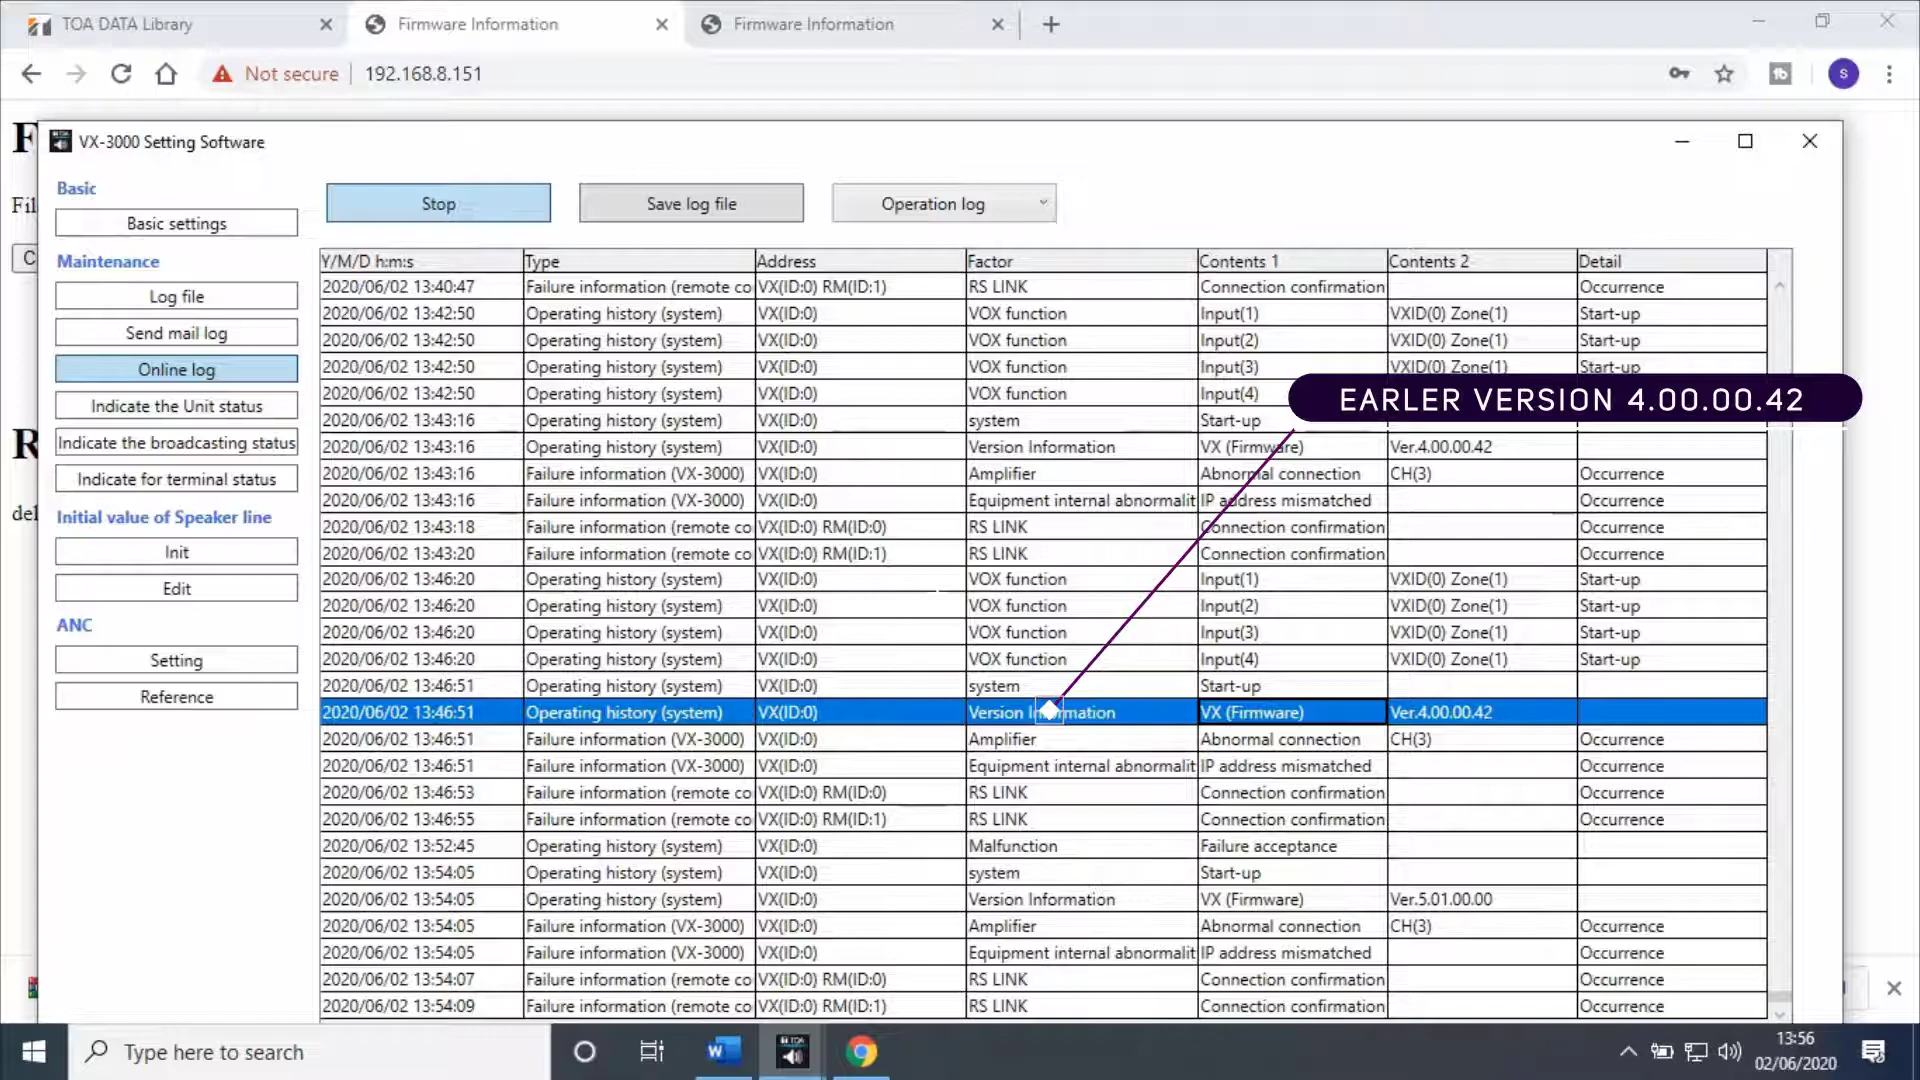 TOA DATA Library
Firmware Information
Firmware Information
Not secure
192.168.8.151
S
VX-3000 Setting Software
Fil
R
del
Basic
Basic settings
Maintenance
Log file
Send mail log
Online log
Indicate the Unit status
Indicate the broadcasting status
Indicate for terminal status
Initial value of Speaker line
Init
Edit
ANC
Setting
Reference
Stop
Save log file
Operation log
EARLER VERSION 4.00.00.42
Y/M/D h:m:s Type Address Factor Contents 1 Contents 2 Detail
2020/06/02 13:40:47 Failure information (remote co VX(ID:0) RM(ID:1) RS LINK Connection confirmation Occurrence
2020/06/02 13:42:50 Operating history (system) VX(ID:0) VOX function Input(1) VXID(0) Zone(1) Start-up
2020/06/02 13:42:50 Operating history (system) VX(ID:0) VOX function Input(2) VXID(0) Zone(1) Start-up
2020/06/02 13:42:50 Operating history (system) VX(ID:0) VOX function Input(3) VXID(0) Zone(1) Start-up
2020/06/02 13:42:50 Operating history (system) VX(ID:0) VOX function Input(4)
2020/06/02 13:43:16 Operating history (system) VX(ID:0) system Start-up
2020/06/02 13:43:16 Operating history (system) VX(ID:0) Version Information VX (Firmware) Ver.4.00.00.42
2020/06/02 13:43:16 Failure information (VX-3000) VX(ID:0) Amplifier Abnormal connection CH(3) Occurrence
2020/06/02 13:43:16 Failure information (VX-3000) VX(ID:0) Equipment internal abnormalit IP address mismatched Occurrence
2020/06/02 13:43:18 Failure information (remote co VX(ID:0) RM(ID:0) RS LINK Connection confirmation Occurrence
2020/06/02 13:43:20 Failure information (remote co VX(ID:0) RM(ID:1) RS LINK Connection confirmation Occurrence
2020/06/02 13:46:20 Operating history (system) VX(ID:0) VOX function Input(1) VXID(0) Zone(1) Start-up
2020/06/02 13:46:20 Operating history (system) VX(ID:0) VOX function Input(2) VXID(0) Zone(1) Start-up
2020/06/02 13:46:20 Operating history (system) VX(ID:0) VOX function Input(3) VXID(0) Zone(1) Start-up
2020/06/02 13:46:20 Operating history (system) VX(ID:0) VOX function Input(4) VXID(0) Zone(1) Start-up
2020/06/02 13:46:51 Operating history (system) VX(ID:0) system Start-up
2020/06/02 13:46:51 Operating history (system) VX(ID:0) Version Information VX (Firmware) Ver.4.00.00.42
2020/06/02 13:46:51 Failure information (VX-3000) VX(ID:0) Amplifier Abnormal connection CH(3) Occurrence
2020/06/02 13:46:51 Failure information (VX-3000) VX(ID:0) Equipment internal abnormalit IP address mismatched Occurrence
2020/06/02 13:46:53 Failure information (remote co VX(ID:0) RM(ID:0) RS LINK Connection confirmation Occurrence
2020/06/02 13:46:55 Failure information (remote co VX(ID:0) RM(ID:1) RS LINK Connection confirmation Occurrence
2020/06/02 13:52:45 Operating history (system) VX(ID:0) Malfunction Failure acceptance
2020/06/02 13:54:05 Operating history (system) VX(ID:0) system Start-up
2020/06/02 13:54:05 Operating history (system) VX(ID:0) Version Information VX (Firmware) Ver.5.01.00.00
2020/06/02 13:54:05 Failure information (VX-3000) VX(ID:0) Amplifier Abnormal connection CH(3) Occurrence
2020/06/02 13:54:05 Failure information (VX-3000) VX(ID:0) Equipment internal abnormalit IP address mismatched Occurrence
2020/06/02 13:54:07 Failure information (remote co VX(ID:0) RM(ID:0) RS LINK Connection confirmation Occurrence
2020/06/02 13:54:09 Failure information (remote co VX(ID:0) RM(ID:1) RS LINK Connection confirmation Occurrence
Type here to search
13:56
02/06/2020